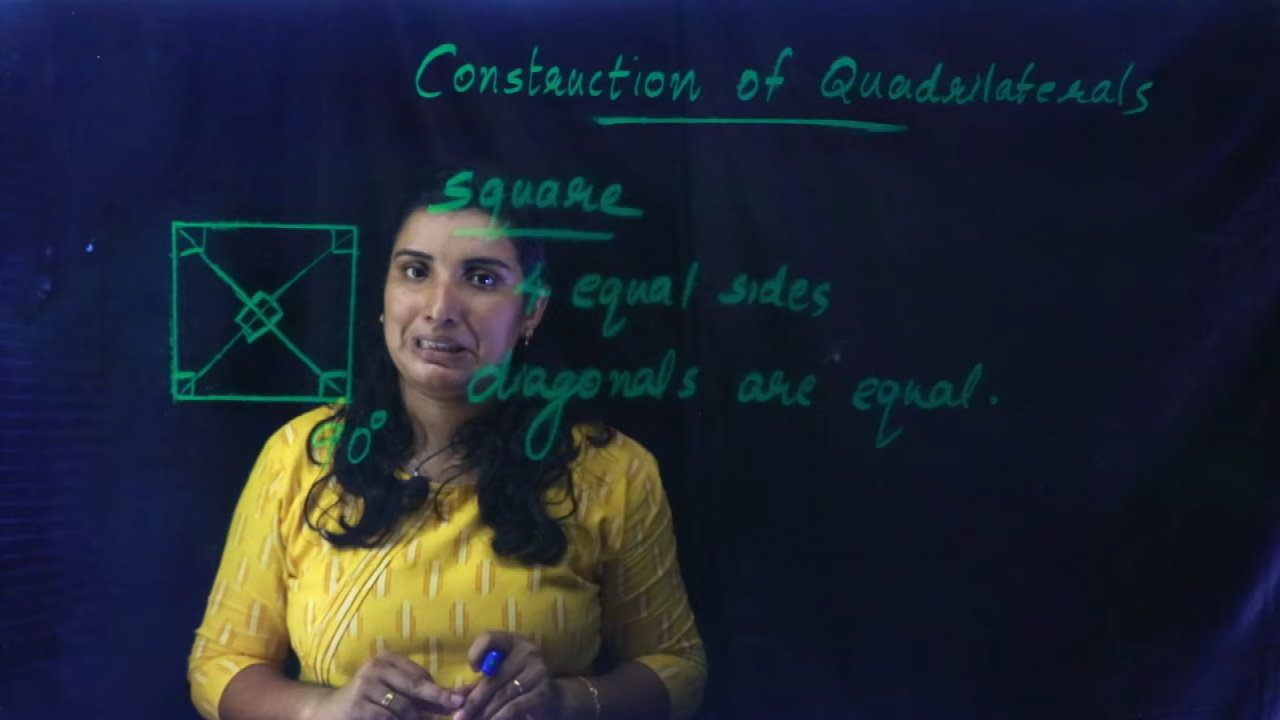 Construction of Quadrilaterals
Square
4 equal sides
diagonals are equal.
90°